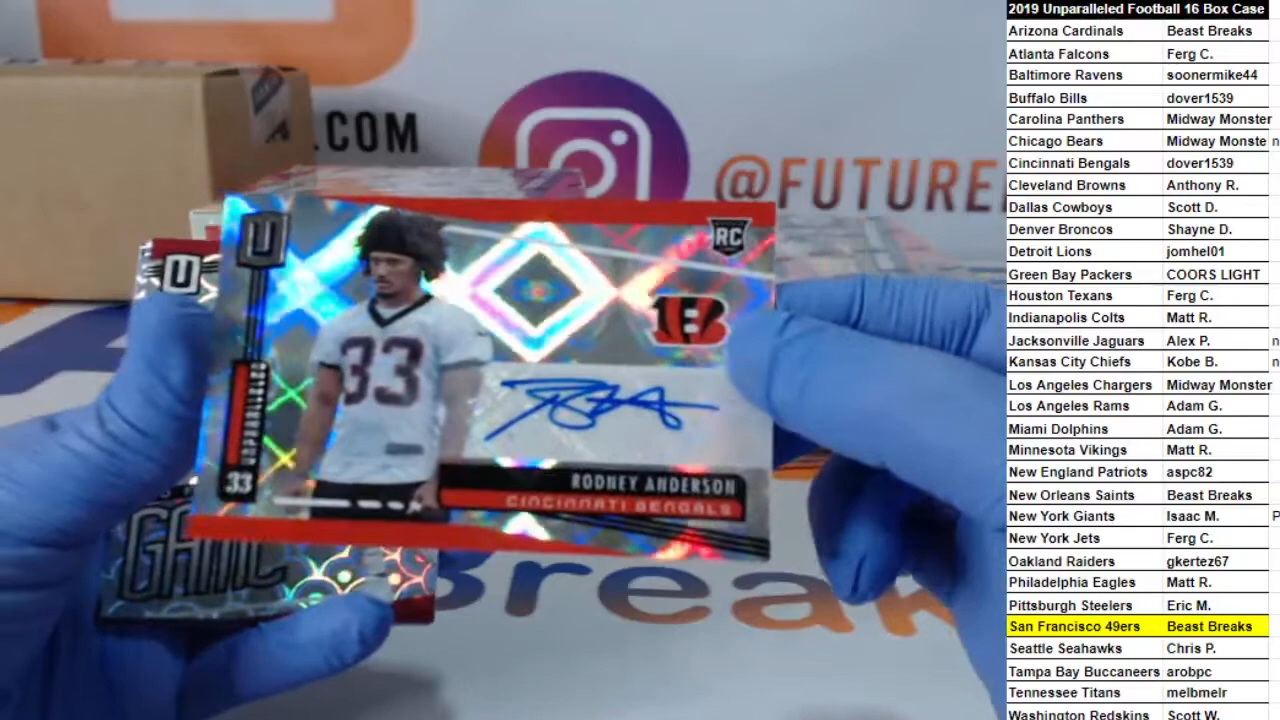 .COM
@FUTURE
Break
U
RC
33
B
UNPARALLELED
33
RODNEY ANDERSON
CINCINNATI BENGALS
U
GAME
2019 Unparalleled Football 16 Box Case
Arizona Cardinals Beast Breaks
Atlanta Falcons Ferg C.
Baltimore Ravens soonermike44
Buffalo Bills dover1539
Carolina Panthers Midway Monster
Chicago Bears Midway Monste n
Cincinnati Bengals dover1539
Cleveland Browns Anthony R.
Dallas Cowboys Scott D.
Denver Broncos Shayne D.
Detroit Lions jomhel01
Green Bay Packers COORS LIGHT
Houston Texans Ferg C.
Indianapolis Colts Matt R.
Jacksonville Jaguars Alex P. n
Kansas City Chiefs Kobe B. n
Los Angeles Chargers Midway Monster
Los Angeles Rams Adam G.
Miami Dolphins Adam G.
Minnesota Vikings Matt R.
New England Patriots aspc82
New Orleans Saints Beast Breaks
New York Giants Isaac M. P
New York Jets Ferg C.
Oakland Raiders gkertez67
Philadelphia Eagles Matt R.
Pittsburgh Steelers Eric M.
San Francisco 49ers Beast Breaks
Seattle Seahawks Chris P.
Tampa Bay Buccaneers arobpc
Tennessee Titans melbmelr
Washington Redskins Scott W.